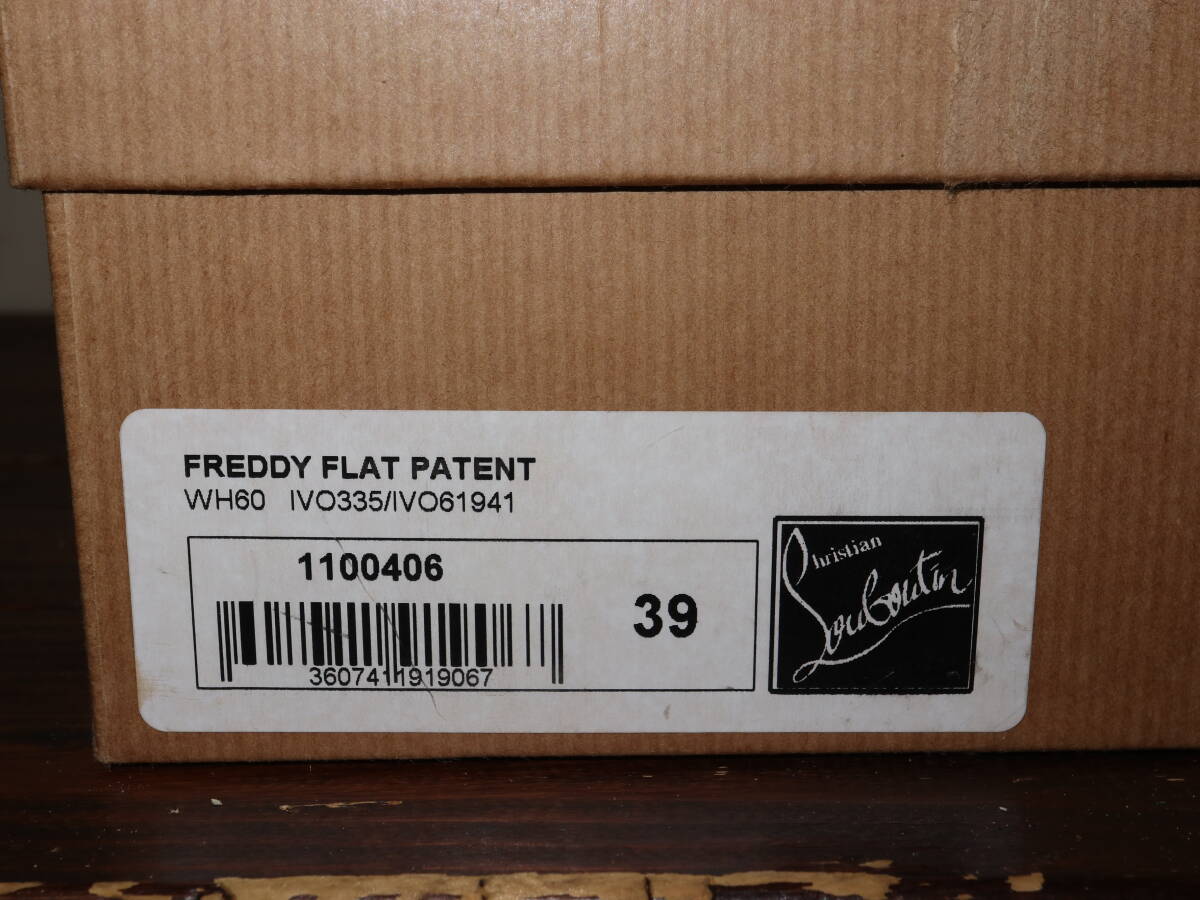 FREDDY FLAT PATENT
WH60 IVO335/IVO61941
1100406
39
3607411919067
Christian
Louboutin